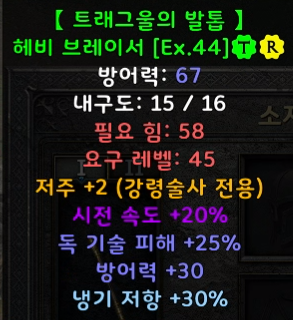 【 트래그울의 발톱 】
헤비 브레이서 [Ex.44] T R
방어력: 67
내구도: 15 / 16
필요 힘: 58
요구 레벨: 45
저주 +2 (강령술사 전용)
시전 속도 +20%
독 기술 피해 +25%
방어력 +30
냉기 저항 +30%